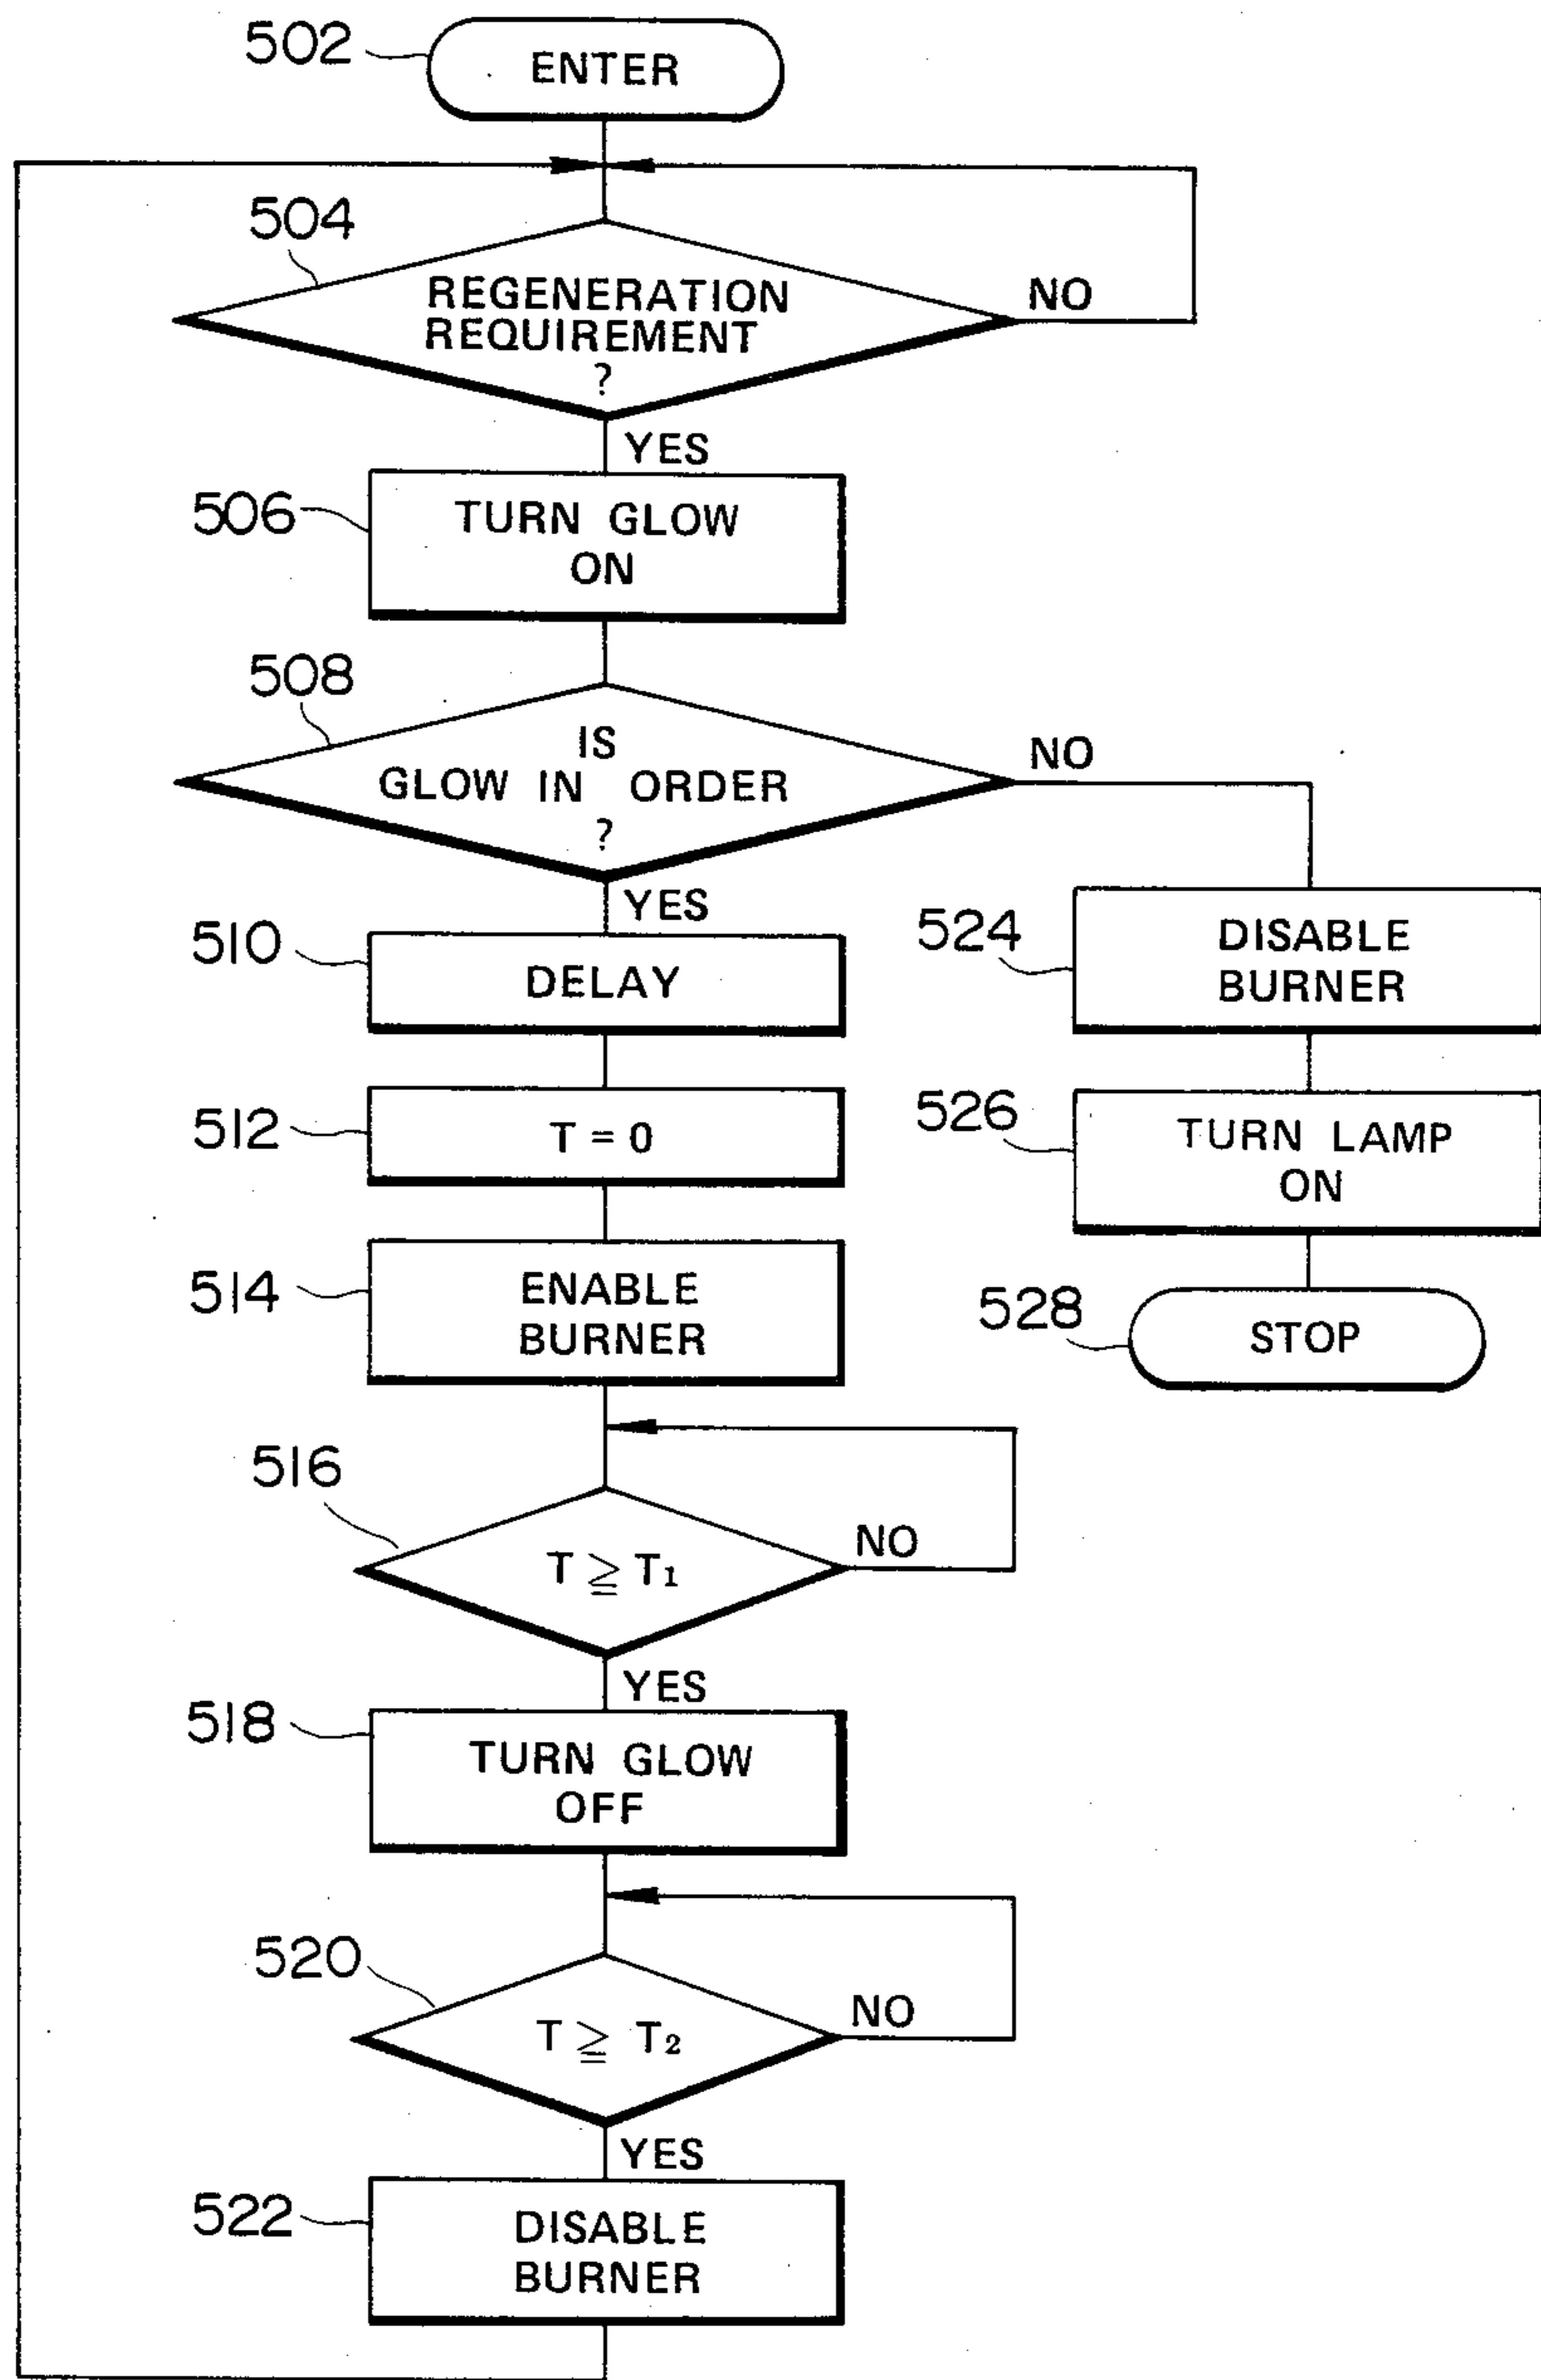 502
ENTER
504
REGENERATION
REQUIREMENT
?
NO
YES
506
TURN GLOW
ON
508
IS
GLOW IN ORDER
?
NO
YES
510
DELAY
524
DISABLE
BURNER
512
T = 0
526
TURN LAMP
ON
514
ENABLE
BURNER
528
STOP
516
T ≧ T₁
NO
YES
518
TURN GLOW
OFF
520
T ≧ T₂
NO
YES
522
DISABLE
BURNER